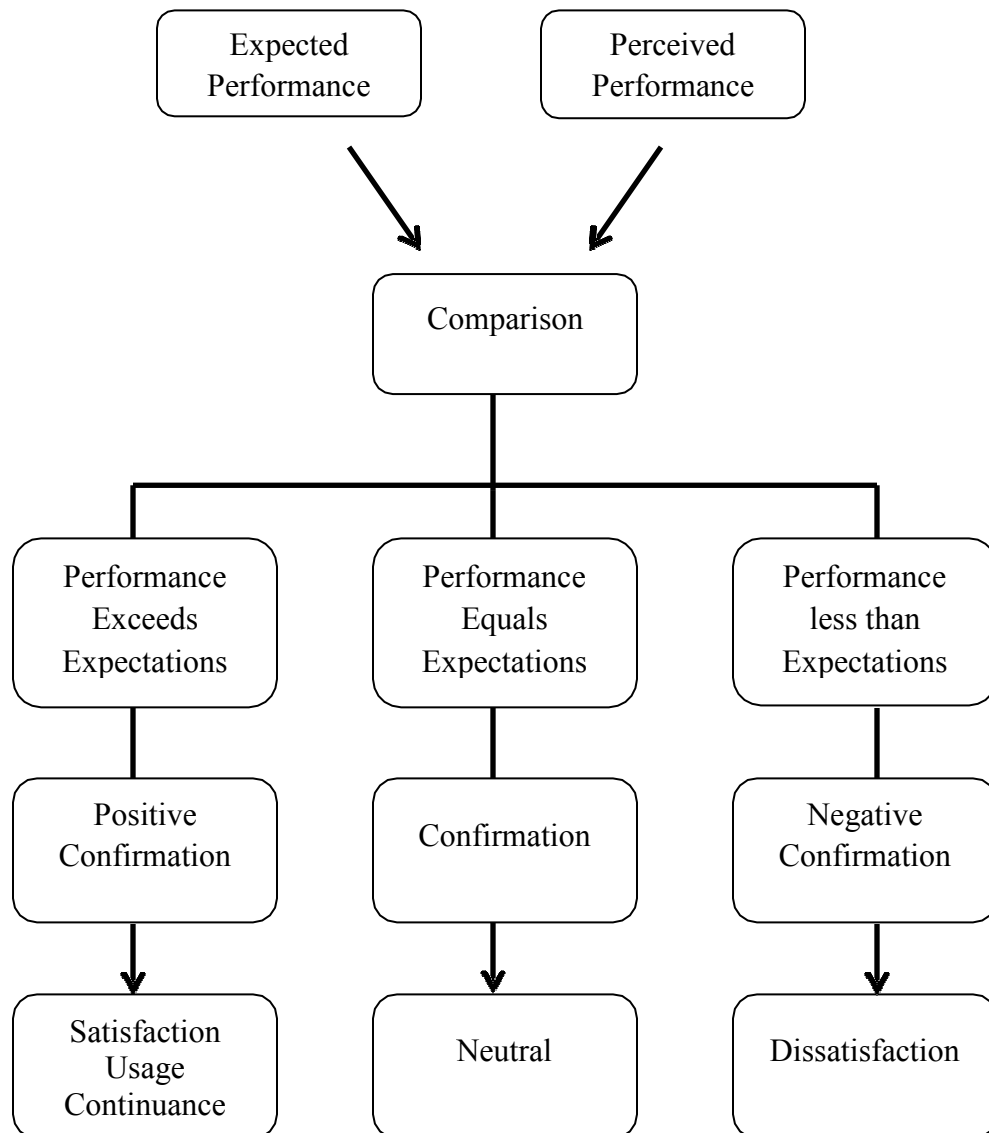 Expected
Performance
Perceived
Performance
Comparison
Performance
Exceeds
Expectations
Performance
Equals
Expectations
Performance
less than
Expectations
Positive
Confirmation
Confirmation
Negative
Confirmation
Satisfaction
Usage
Continuance
Neutral
Dissatisfaction